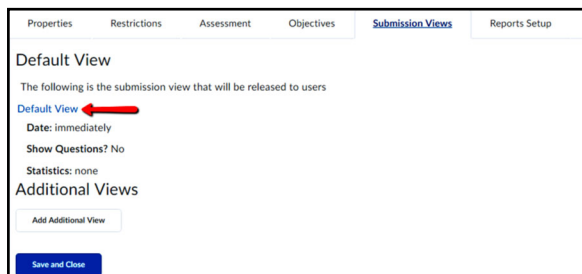 Properties Restrictions Assessment Objectives Submission Views Reports Setup
Default View
The following is the submission view that will be released to users
Default View
Date: immediately
Show Questions? No
Statistics: none
Additional Views
Add Additional View
Save and Close